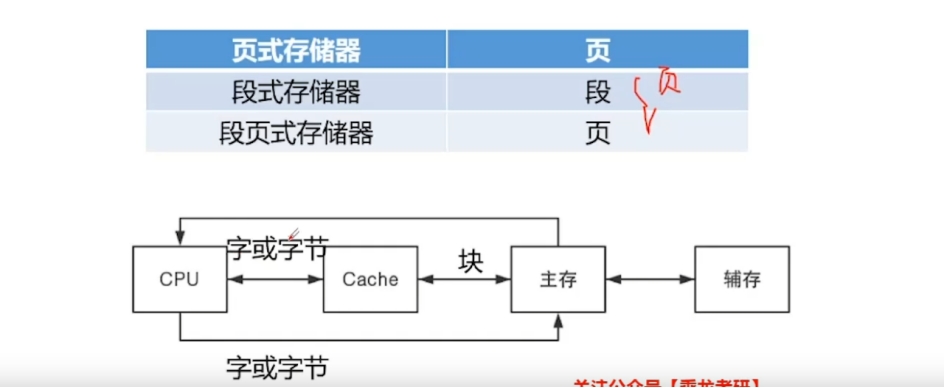 页式存储器 页
段式存储器 段 页
段页式存储器 页
字或字节 块
CPU Cache 主存 辅存
字或字节